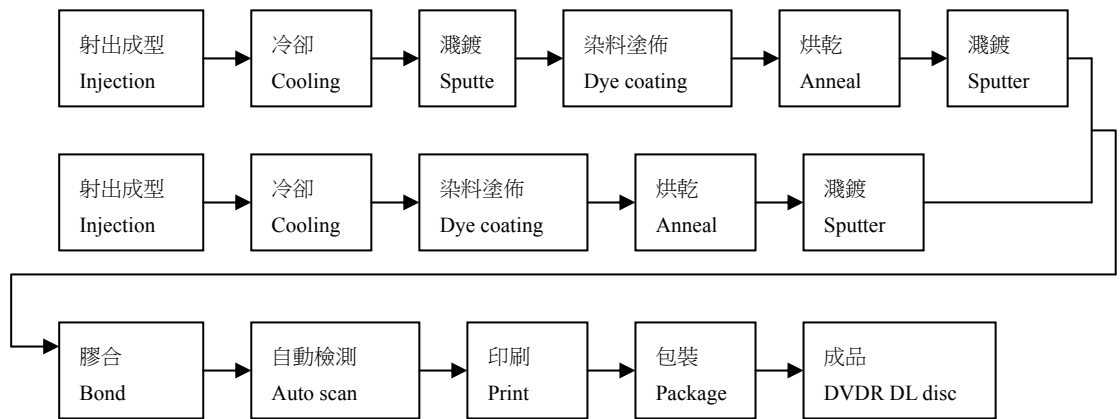 射出成型
Injection
冷卻
Cooling
濺鍍
Sputte
染料塗佈
Dye coating
烘乾
Anneal
濺鍍
Sputter
射出成型
Injection
冷卻
Cooling
染料塗佈
Dye coating
烘乾
Anneal
濺鍍
Sputter
膠合
Bond
自動檢測
Auto scan
印刷
Print
包裝
Package
成品
DVDR DL disc